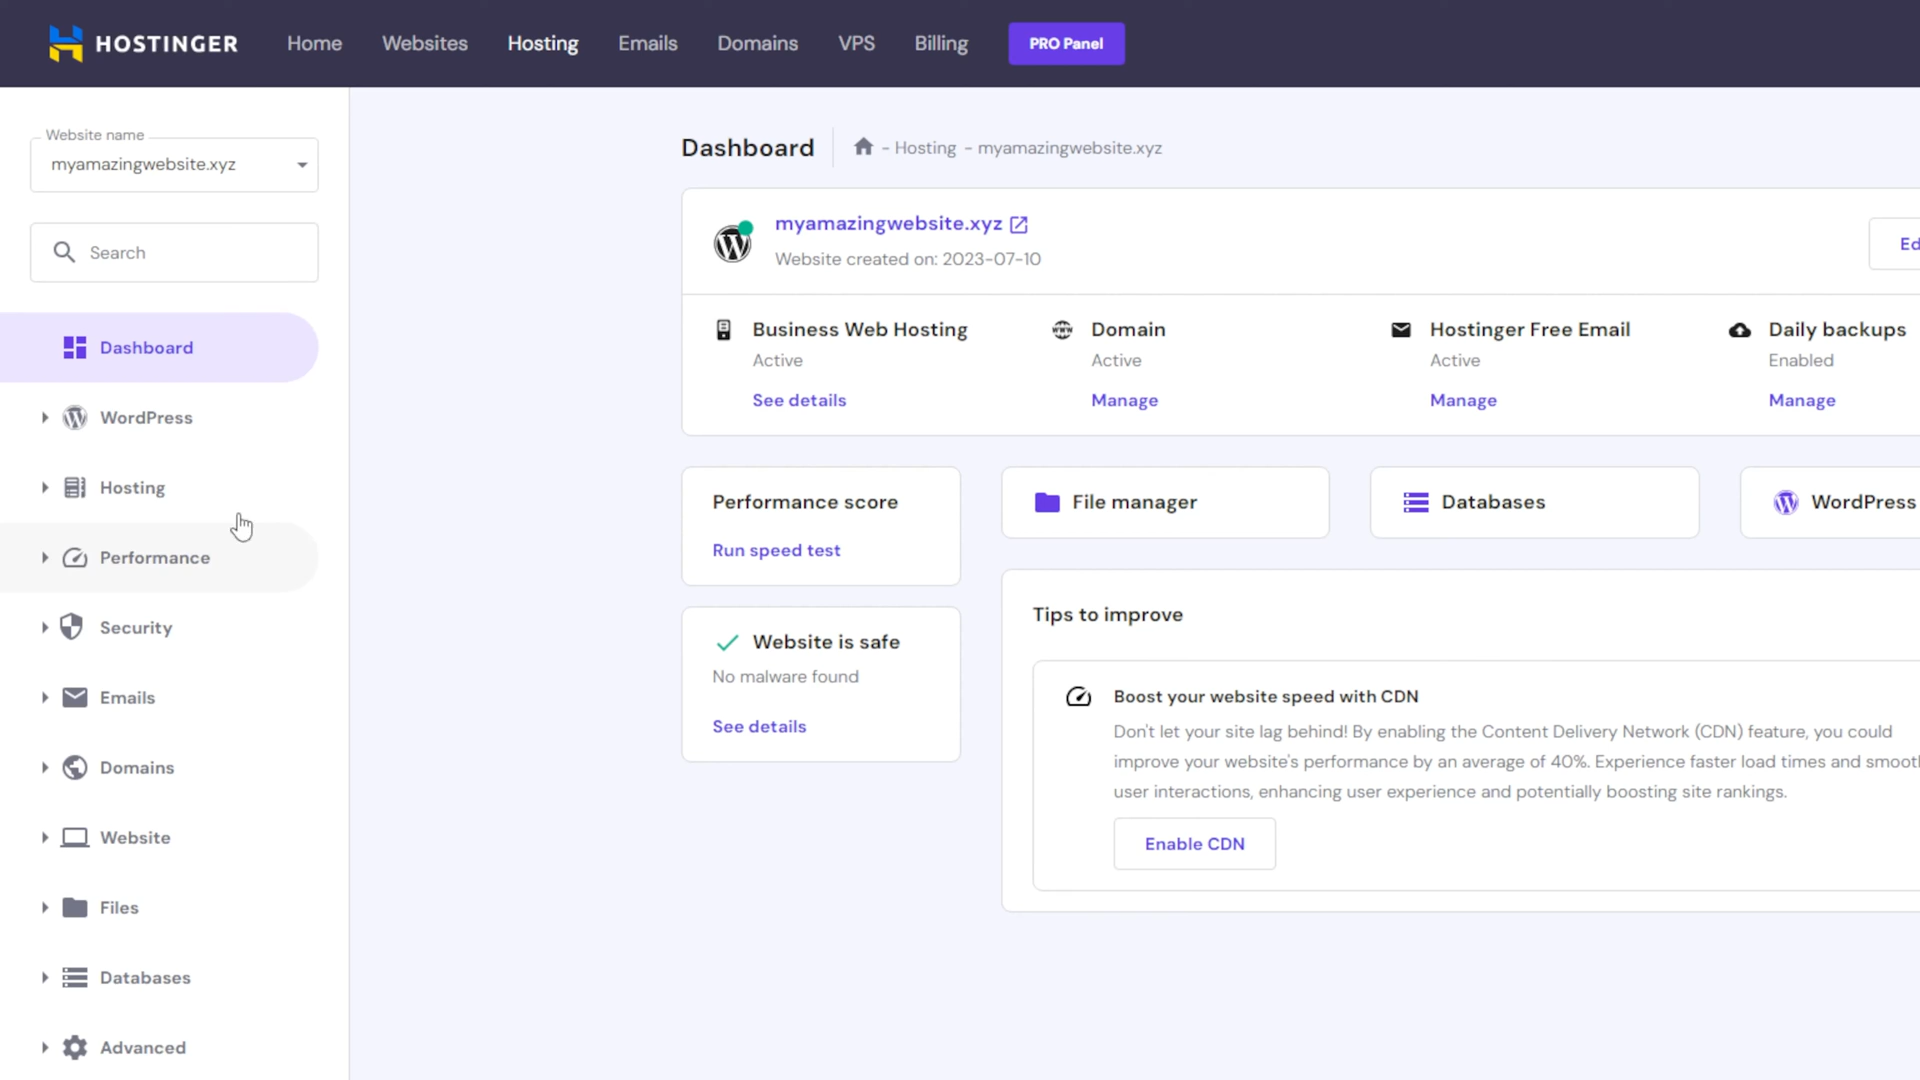 HOSTINGER Home Websites Hosting Emails Domains VPS Billing PRO Panel
Website name
myamazingwebsite.xyz
Search
Dashboard
WordPress
Hosting
Performance
Security
Emails
Domains
Website
Files
Databases
Advanced
Dashboard - Hosting - myamazingwebsite.xyz
myamazingwebsite.xyz
Website created on: 2023-07-10
Business Web Hosting
Active
See details
Domain
Active
Manage
Hostinger Free Email
Active
Manage
Daily backups
Enabled
Manage
Performance score
Run speed test
File manager
Databases
WordPress
Website is safe
No malware found
See details
Tips to improve
Boost your website speed with CDN
Don't let your site lag behind! By enabling the Content Delivery Network (CDN) feature, you could
improve your website's performance by an average of 40%. Experience faster load times and
user interactions, enhancing user experience and potentially boosting site rankings.
Enable CDN